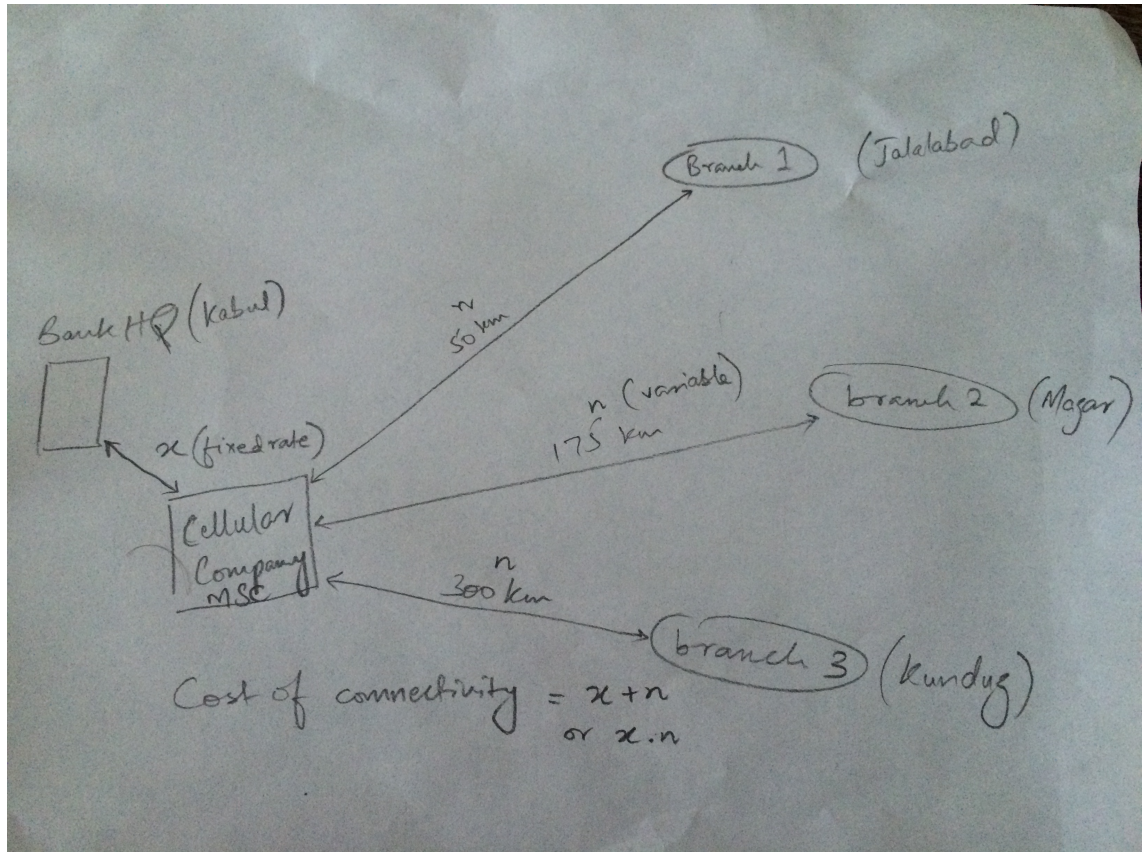 Branch 1 (Jalalabad)
Bank HQ (Kabul)
n
50 km
x (fixed rate)
n (variable)
175 km
branch 2 (Mazar)
Cellular
Company
MSC
n
300 km
branch 3 (Kunduz)
Cost of connectivity = x + n
or x . n